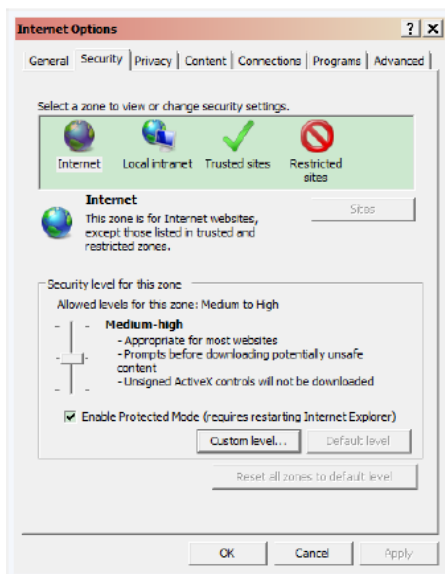 Internet Options
General Security Privacy Content Connections Programs Advanced
Select a zone to view or change security settings.
Internet Local intranet Trusted sites Restricted
sites
Internet
Sites
This zone is for Internet websites,
except those listed in trusted and
restricted zones.
Security level for this zone
Allowed levels for this zone: Medium to High
Medium-high
- Appropriate for most websites
- Prompts before downloading potentially unsafe
content
- Unsigned ActiveX controls will not be downloaded
Enable Protected Mode (requires restarting Internet Explorer)
Custom level... Default level
Reset all zones to default level
OK Cancel Apply